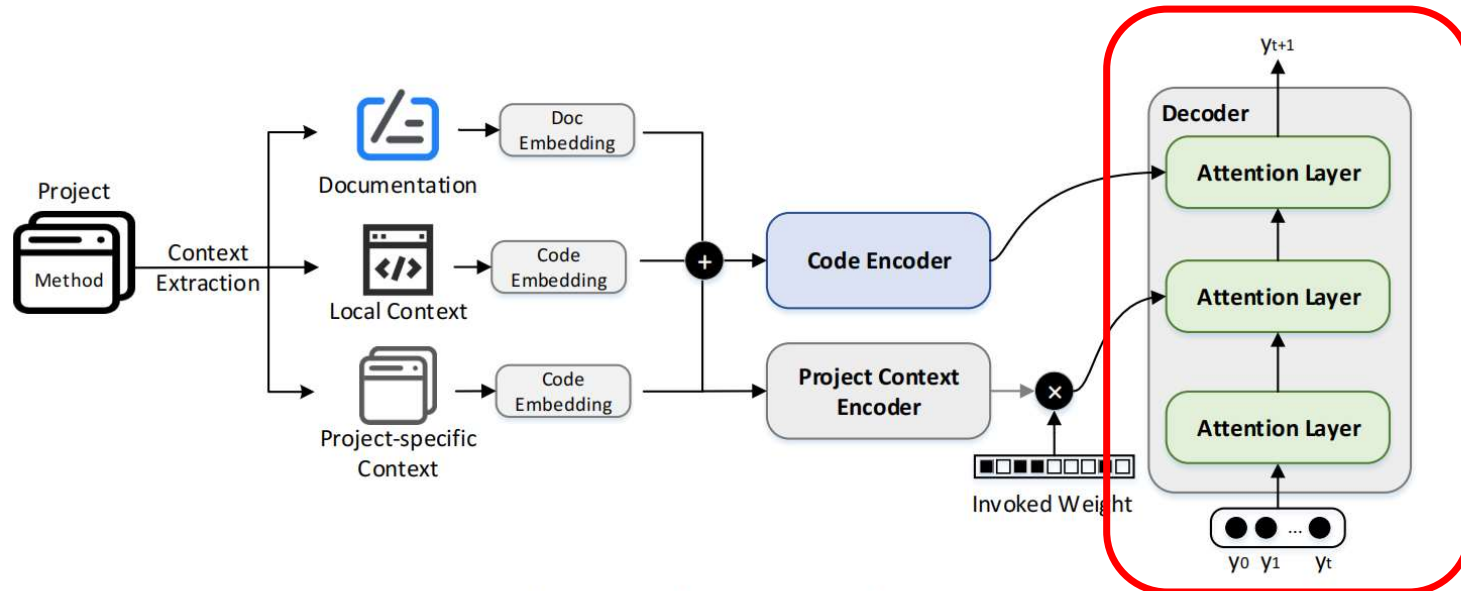 Project
Method
Context
Extraction
Documentation
Local Context
Project-specific
Context
Doc
Embedding
Code
Embedding
Code
Embedding
+
Code Encoder
Project Context
Encoder
×
Invoked Weight
yt+1
Decoder
Attention Layer
Attention Layer
Attention Layer
...
y0 y1 yt